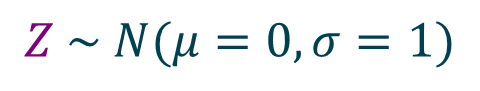 Z ~ N(μ = 0, σ = 1)